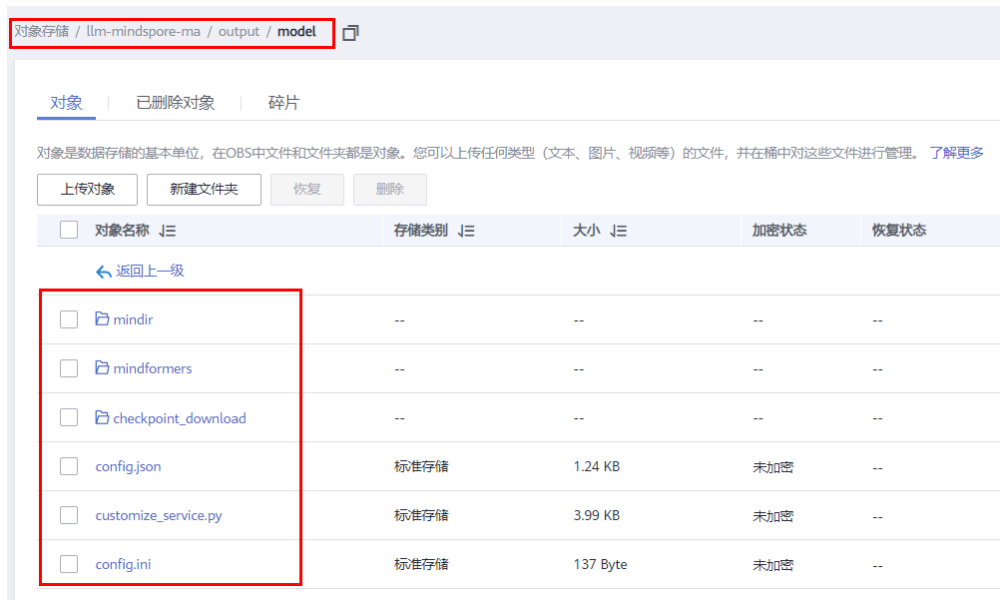 对象存储 / llm-mindspore-ma / output / model
对象 已删除对象 碎片
对象是数据存储的基本单位，在OBS中文件和文件夹都是对象。您可以上传任何类型（文本、图片、视频等）的文件，并在桶中对这些文件进行管理。 了解更多
上传对象 新建文件夹 恢复 删除
对象名称 存储类别 大小 加密状态 恢复状态
返回上一级
mindir -- -- -- --
mindformers -- -- -- --
checkpoint_download -- -- -- --
config.json 标准存储 1.24 KB 未加密 --
customize_service.py 标准存储 3.99 KB 未加密 --
config.ini 标准存储 137 Byte 未加密 --